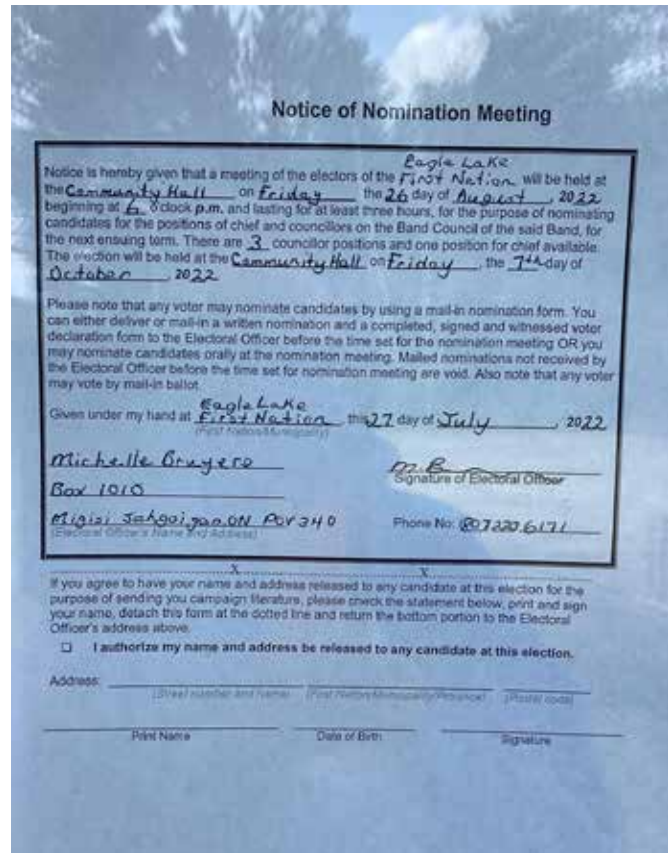 Notice of Nomination Meeting
Eagle Lake
Notice is hereby given that a meeting of the electors of the First Nation will be held at
the Community Hall on Friday the 26 day of August, 2022
beginning at 6 o'clock p.m. and lasting for at least three hours, for the purpose of nominating
candidates for the positions of chief and councillors on the Band Council of the said Band, for
the next ensuing term. There are 3 councillor positions and one position for chief available.
The election will be held at the Community Hall on Friday, the 7th day of
October, 2022
Please note that any voter may nominate candidates by using a mail-in nomination form. You
can either deliver or mail-in a written nomination and a completed, signed and witnessed voter
declaration form to the Electoral Officer before the time set for the nomination meeting OR you
may nominate candidates orally at the nomination meeting. Mailed nominations not received by
the Electoral Officer before the time set for nomination meeting are void. Also note that any voter
may vote by mail-in ballot.
Eagle Lake
Given under my hand at First Nation this 27 day of July, 2022
(First Nation/Municipality)
Michelle Bruyere M.B
Signature of Electoral Officer
Box 1010
Migisi Sahgaigan, ON P0V 3H0 Phone No: 807 220.6171
(Electoral Officer's Name and Address)
X X
If you agree to have your name and address released to any candidate at this election for the
purpose of sending you campaign literature, please check the statement below, print and sign
your name, detach this form at the dotted line and return the bottom portion to the Electoral
Officer's address above.
I authorize my name and address be released to any candidate at this election.
Address:
(Street number and name) (First Nation/Municipality/Province) (Postal code)
Print Name Date of Birth Signature